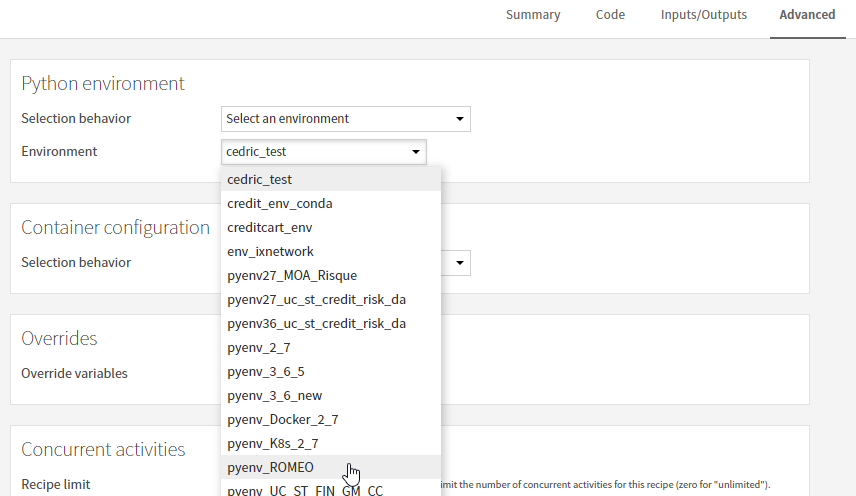 Summary Code Inputs/Outputs Advanced
Python environment
Selection behavior Select an environment
Environment cedric_test
cedric_test
credit_env_conda
creditcart_env
env_ixnetwork
pyenv27_MOA_Risque
pyenv27_uc_st_credit_risk_da
pyenv36_uc_st_credit_risk_da
pyenv_2_7
pyenv_3_6_5
pyenv_3_6_new
pyenv_Docker_2_7
pyenv_K8s_2_7
pyenv_ROMEO
pyenv_UC_ST_FIN_GM_CC
Container configuration
Selection behavior
Overrides
Override variables
Concurrent activities
Recipe limit imit the number of concurrent activities for this recipe (zero for "unlimited").